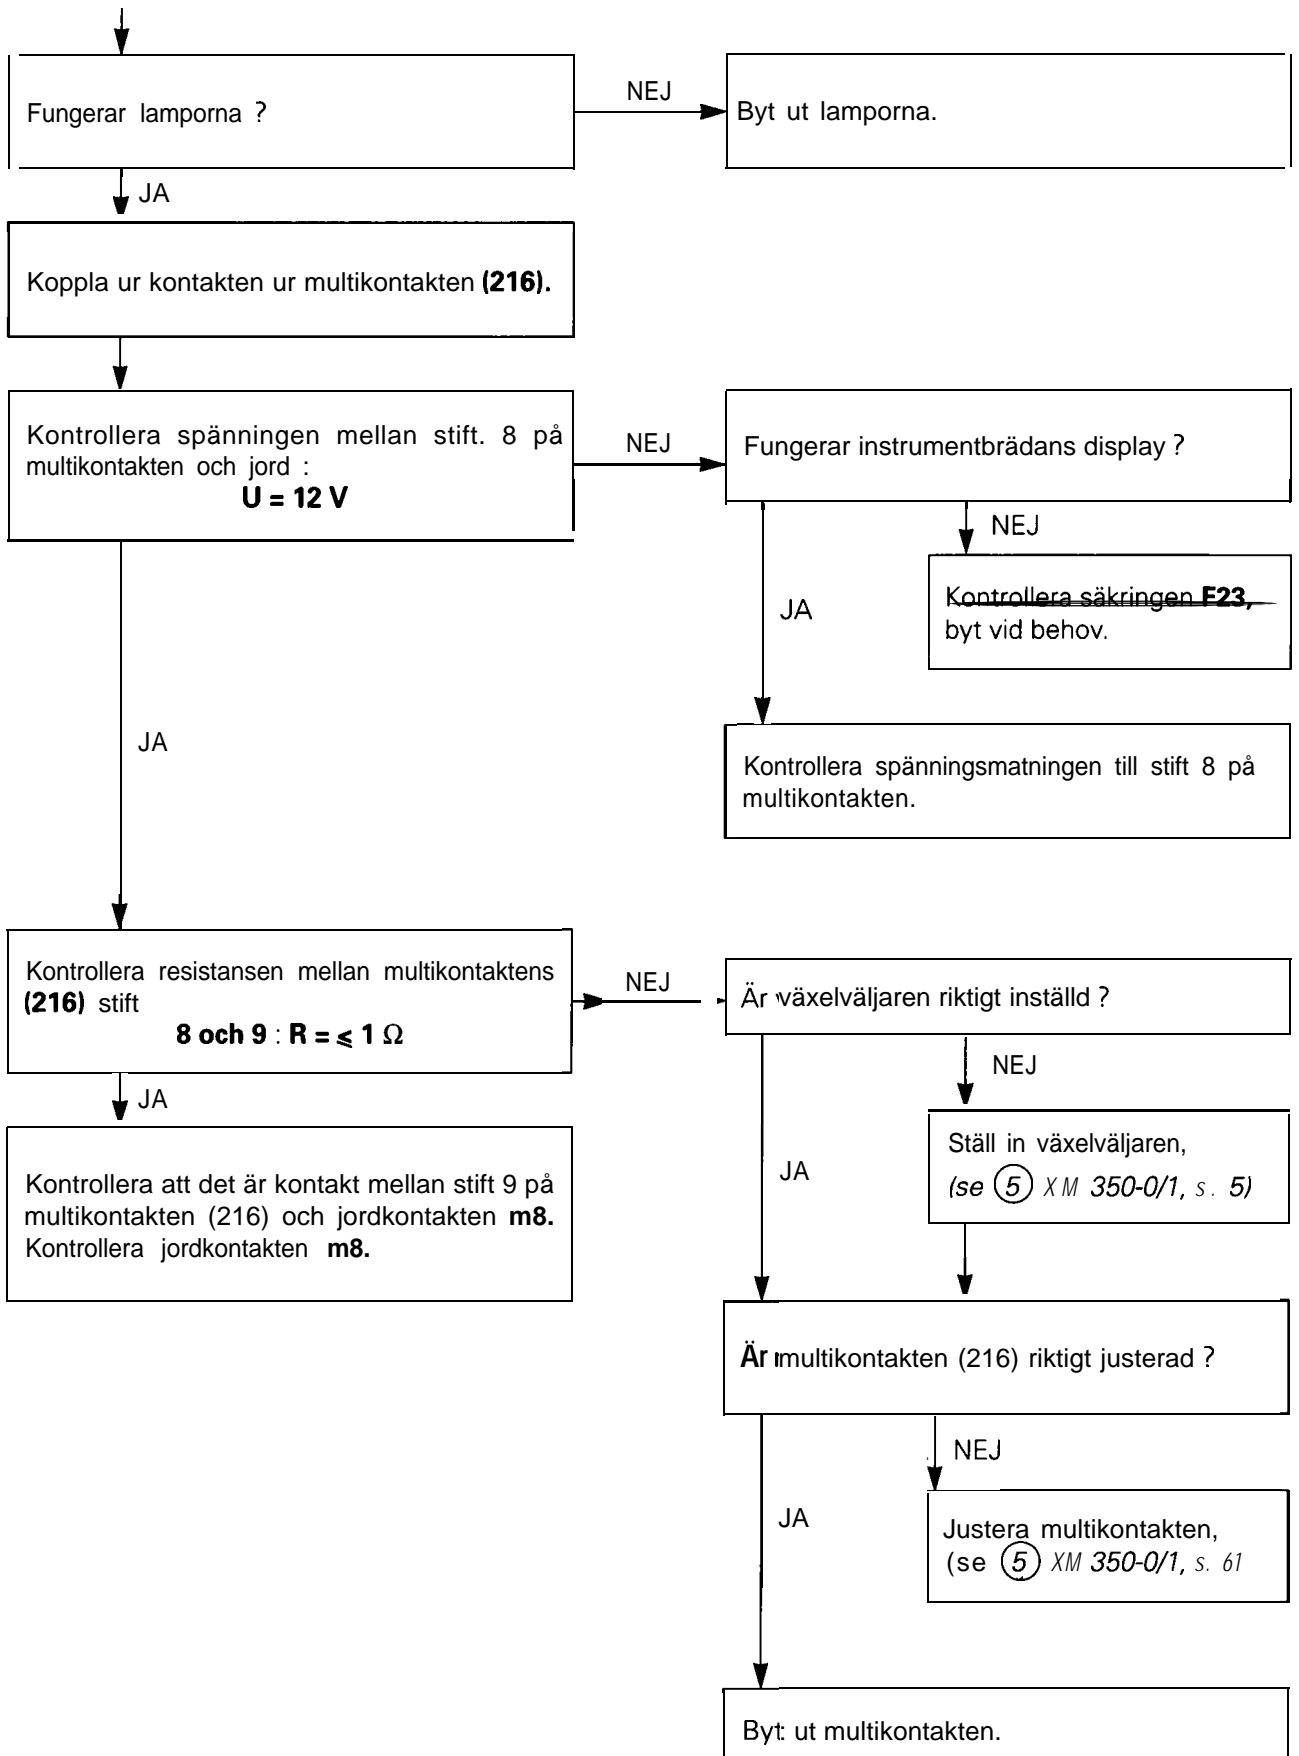 Fungerar lamporna ?
NEJ
Byt ut lamporna.
JA
Koppla ur kontakten ur multikontakten (216).
Kontrollera spänningen mellan stift. 8 på
multikontakten och jord :
U = 12 V
NEJ
Fungerar instrumentbrädans display ?
NEJ
Kontrollera säkringen F23,
byt vid behov.
JA
Kontrollera spänningsmatningen till stift 8 på
multikontakten.
JA
Kontrollera resistansen mellan multikontaktens
(216) stift
8 och 9 : R = ⩽ 1 Ω
NEJ
Är växelväljaren riktigt inställd ?
NEJ
Ställ in växelväljaren,
(se ⑤ XM 350-0/1, s. 5)
JA
JA
Kontrollera att det är kontakt mellan stift 9 på
multikontakten (216) och jordkontakten m8.
Kontrollera jordkontakten m8.
Är multikontakten (216) riktigt justerad ?
NEJ
Justera multikontakten,
(se ⑤ XM 350-0/1, s. 61
JA
Byt: ut multikontakten.